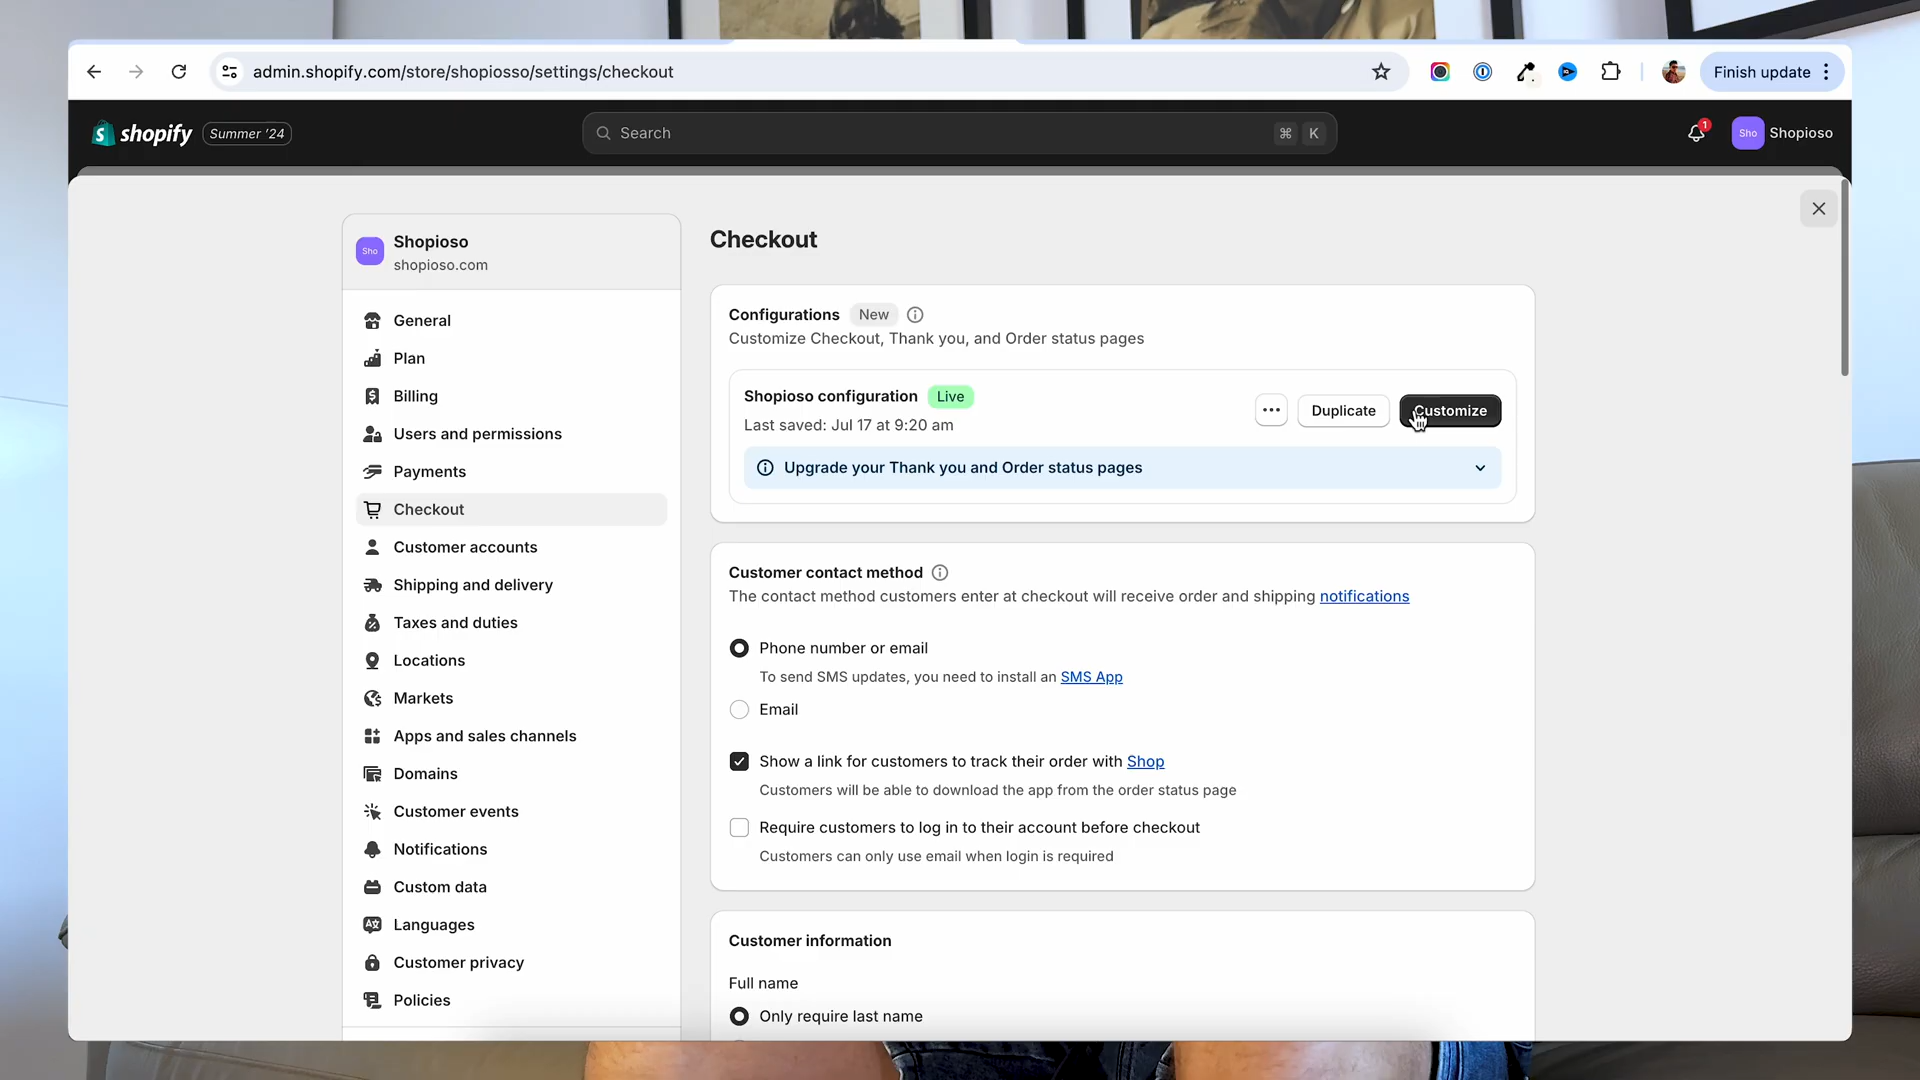 admin.shopify.com/store/shopiosso/settings/checkout
Finish update
shopify
Summer '24
Search
⌘ K
1
Sho
Shopioso
Sho
Shopioso
shopioso.com
General
Plan
Billing
Users and permissions
Payments
Checkout
Customer accounts
Shipping and delivery
Taxes and duties
Locations
Markets
Apps and sales channels
Domains
Customer events
Notifications
Custom data
Languages
Customer privacy
Policies
Checkout
Configurations New
Customize Checkout, Thank you, and Order status pages
Shopioso configuration Live
Last saved: Jul 17 at 9:20 am
Duplicate
Customize
Upgrade your Thank you and Order status pages
Customer contact method
The contact method customers enter at checkout will receive order and shipping notifications
Phone number or email
To send SMS updates, you need to install an SMS App
Email
Show a link for customers to track their order with Shop
Customers will be able to download the app from the order status page
Require customers to log in to their account before checkout
Customers can only use email when login is required
Customer information
Full name
Only require last name